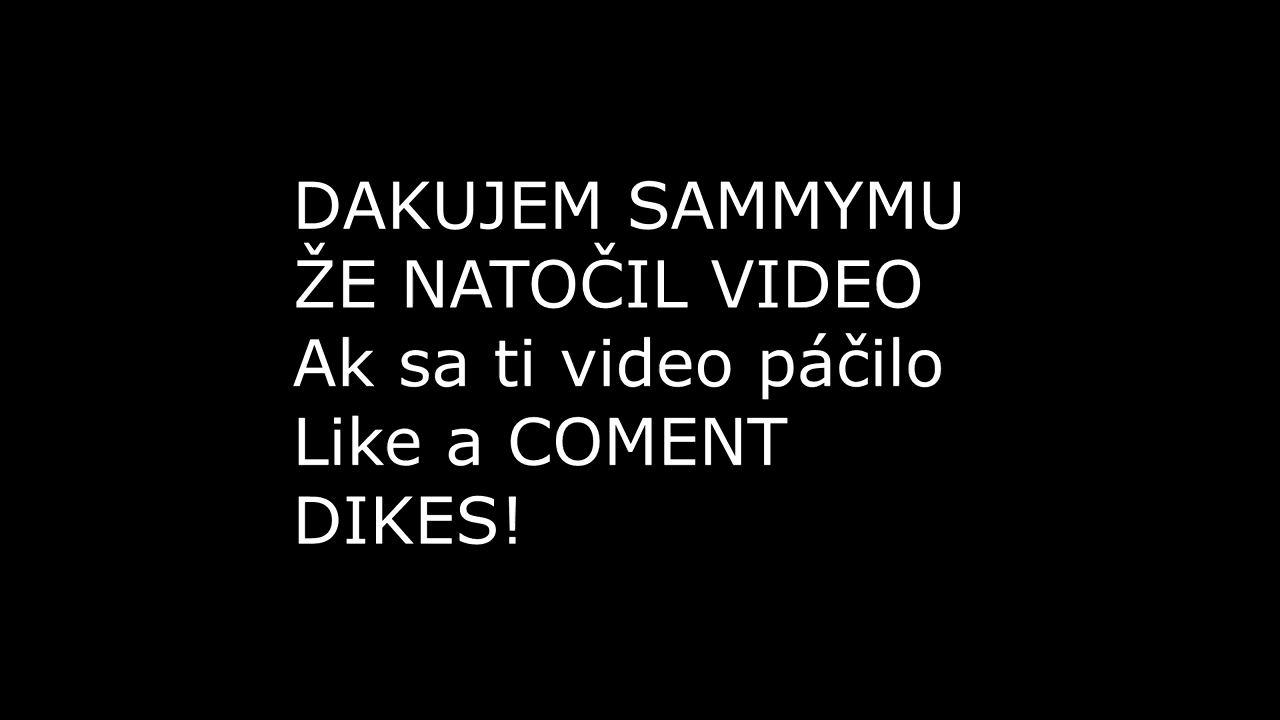 DAKUJEM SAMMYMU
ŽE NATOČIL VIDEO
Ak sa ti video páčilo
Like a COMENT
DIKES!